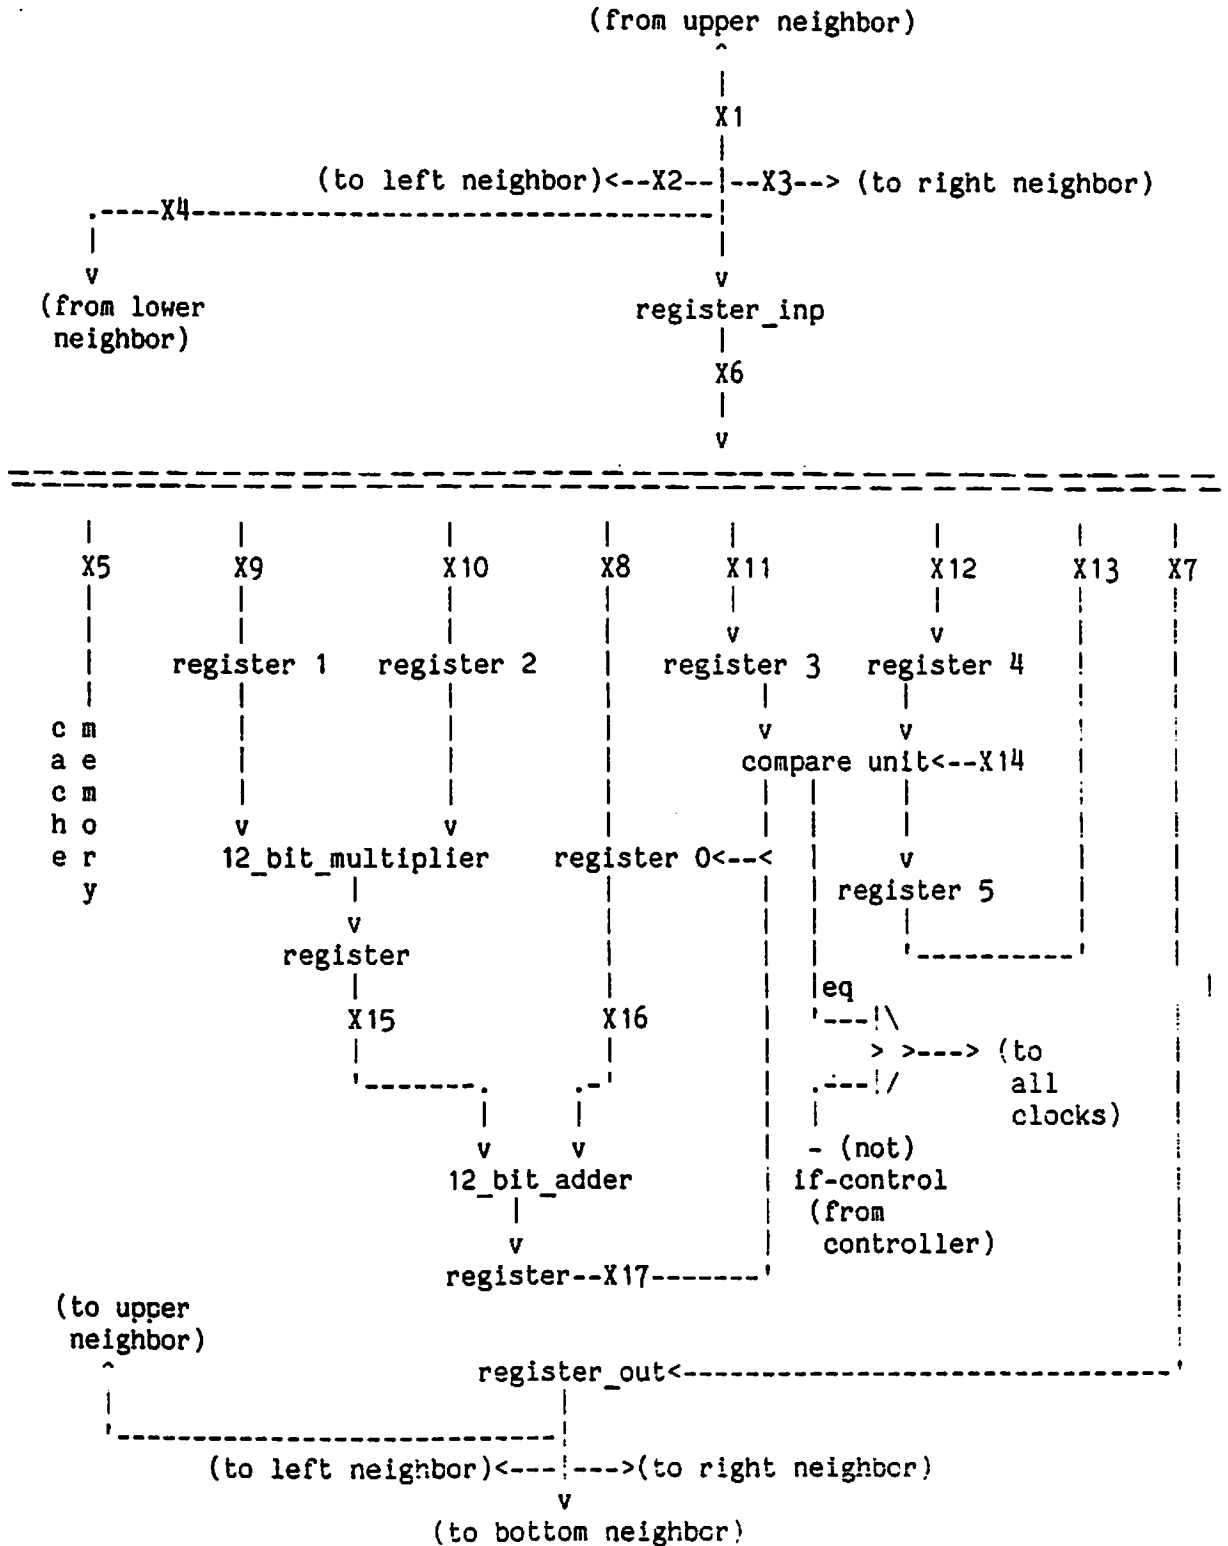 (from upper neighbor)
X1
(to left neighbor)<--X2--|--X3--> (to right neighbor)
.----X4--------------------------------
v
v
(from lower
neighbor)
register_inp
X6
v
X5 X9 X10 X8 X11 X12 X13 X7
v v
register 1 register 2 register 3 register 4
cache memory
v v
compare unit<--X14
v v
12_bit_multiplier register 0<--< v
register 5
v
register
eq
X15 X16
> >---> (to
all
clocks)
v v - (not)
12_bit_adder if-control
(from
v controller)
register--X17-------'
(to upper
neighbor)
register_out<-------------------------------'
(to left neighbor)<---|--->(to right neighbor)
v
(to bottom neighbor)